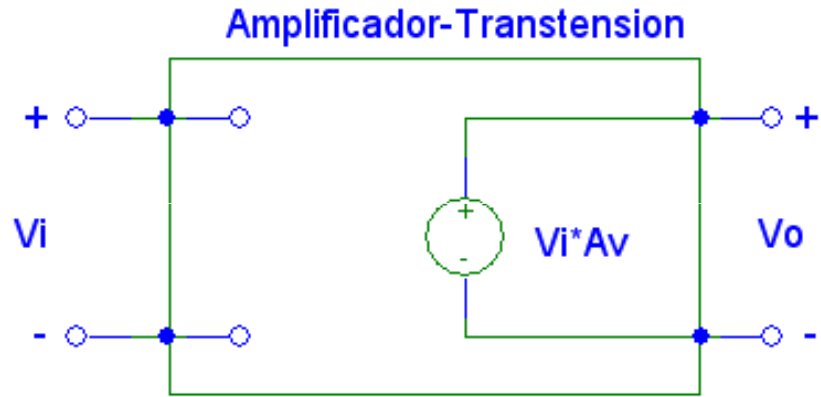 Amplificador-Transtension
+ +
Vi Vi*Av Vo
+
-
- -